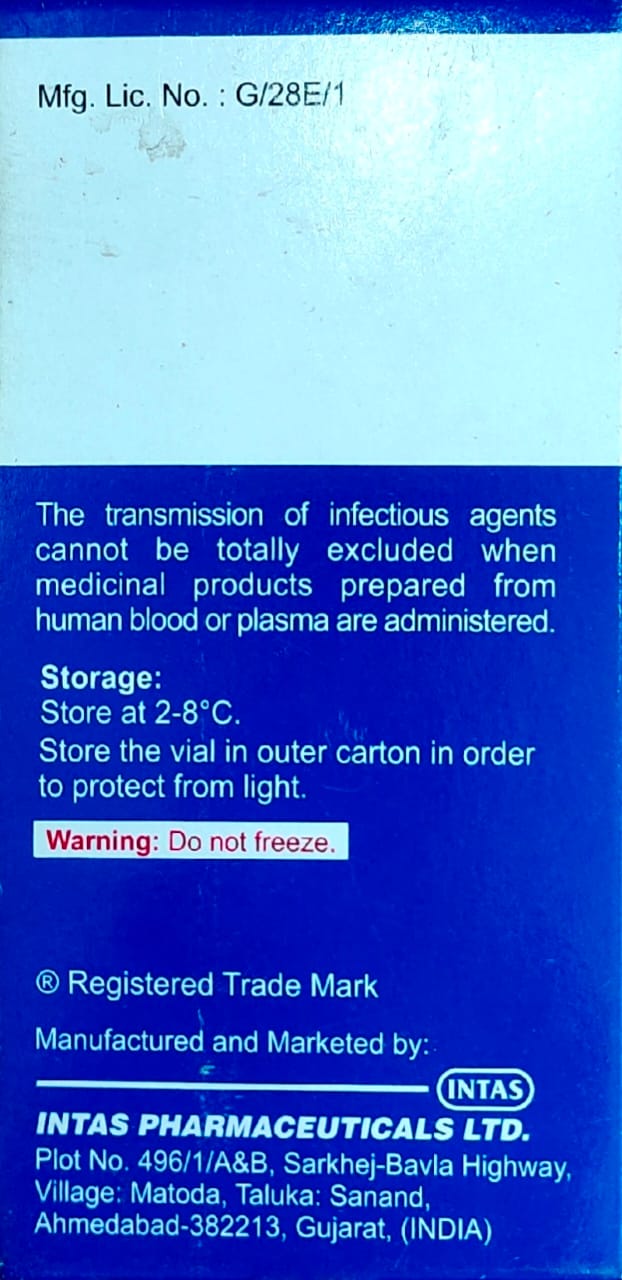 Mfg. Lic. No. : G/28E/1
The transmission of infectious agents
cannot be totally excluded when
medicinal products prepared from
human blood or plasma are administered.
Storage:
Store at 2-8°C.
Store the vial in outer carton in order
to protect from light.
Warning: Do not freeze.
® Registered Trade Mark
Manufactured and Marketed by:
INTAS
INTAS PHARMACEUTICALS LTD.
Plot No. 496/1/A&B, Sarkhej-Bavla Highway,
Village: Matoda, Taluka: Sanand,
Ahmedabad-382213, Gujarat, (INDIA)